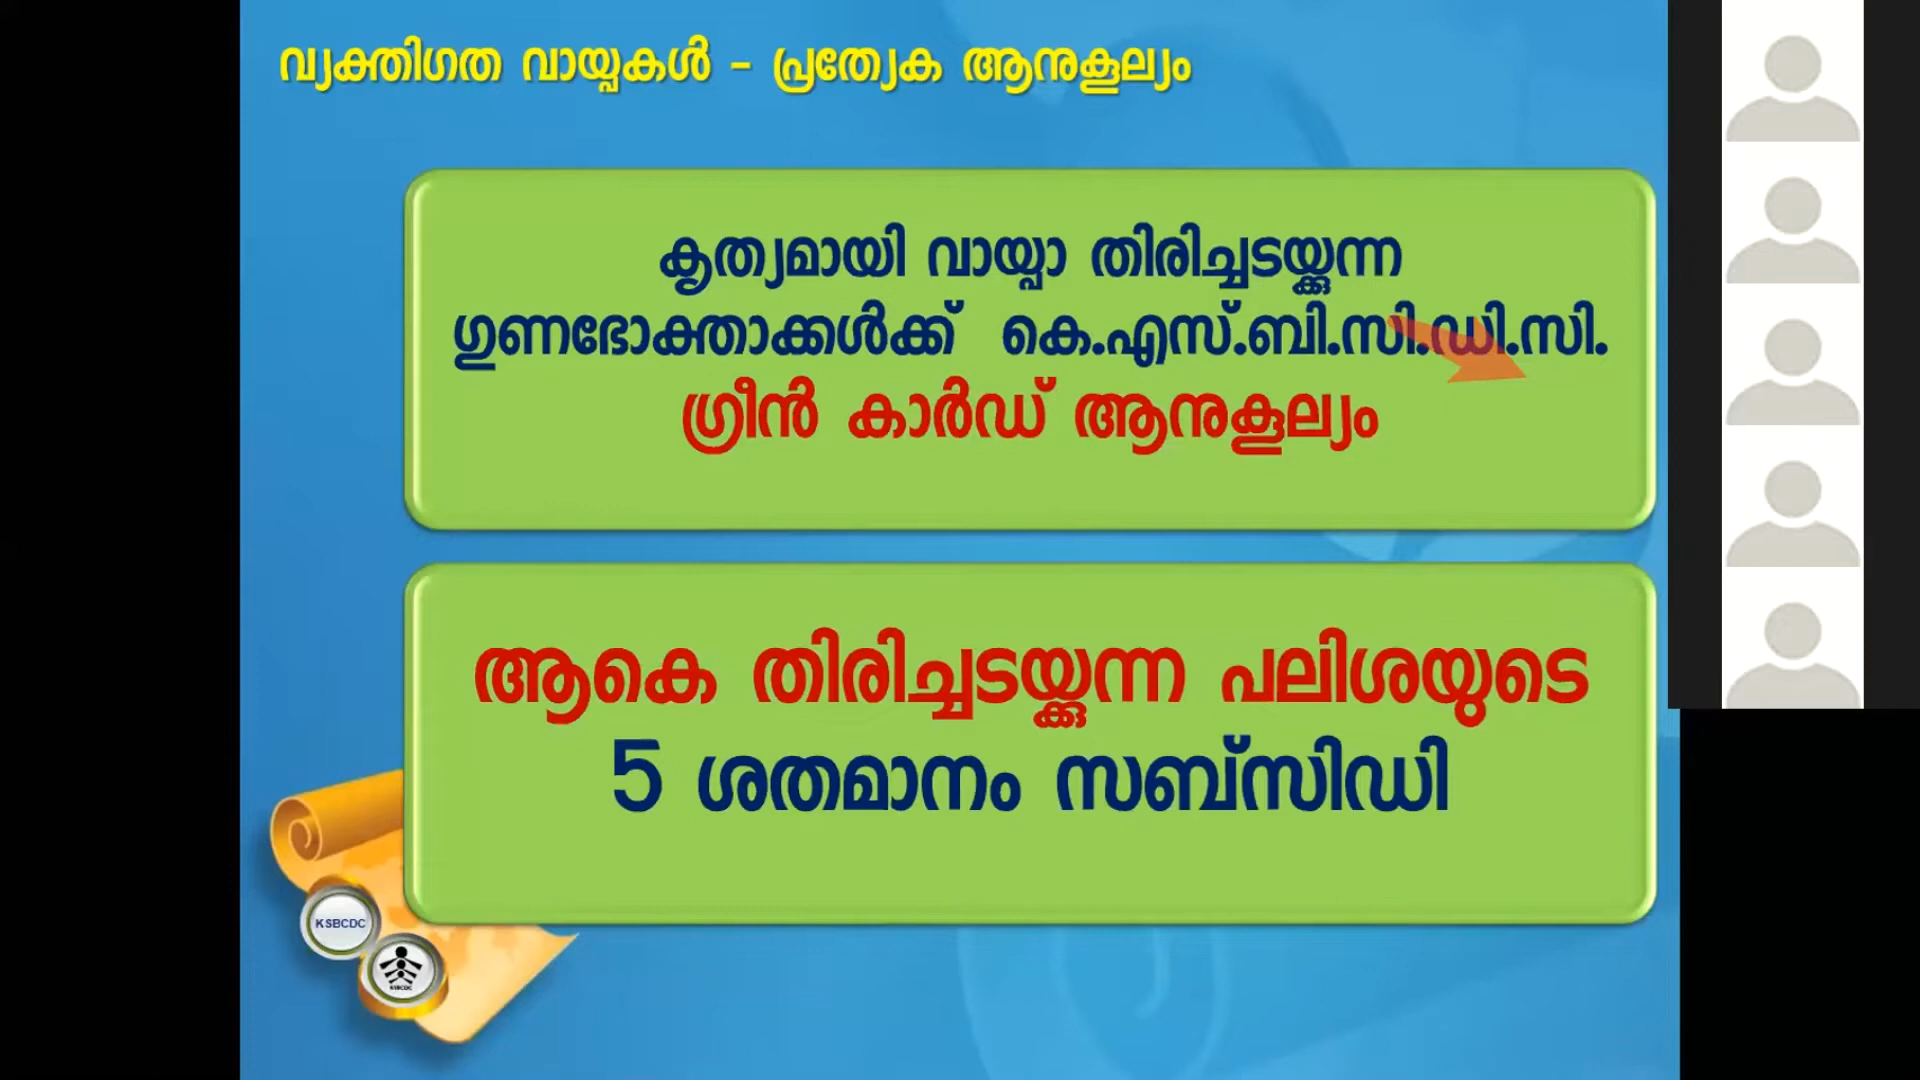 വ്യക്തിഗത വായ്പകൾ - പ്രത്യേക ആനുകൂല്യം
കൃത്യമായി വായ്പാ തിരിച്ചടയ്ക്കുന്ന
ഗുണഭോക്താക്കൾക്ക് കെ.എസ്.ബി.സി.ഡി.സി.
ഗ്രീൻ കാർഡ് ആനുകൂല്യം
ആകെ തിരിച്ചടയ്ക്കുന്ന പലിശയുടെ
5 ശതമാനം സബ്സിഡി
KSBCDC
KSBCDC